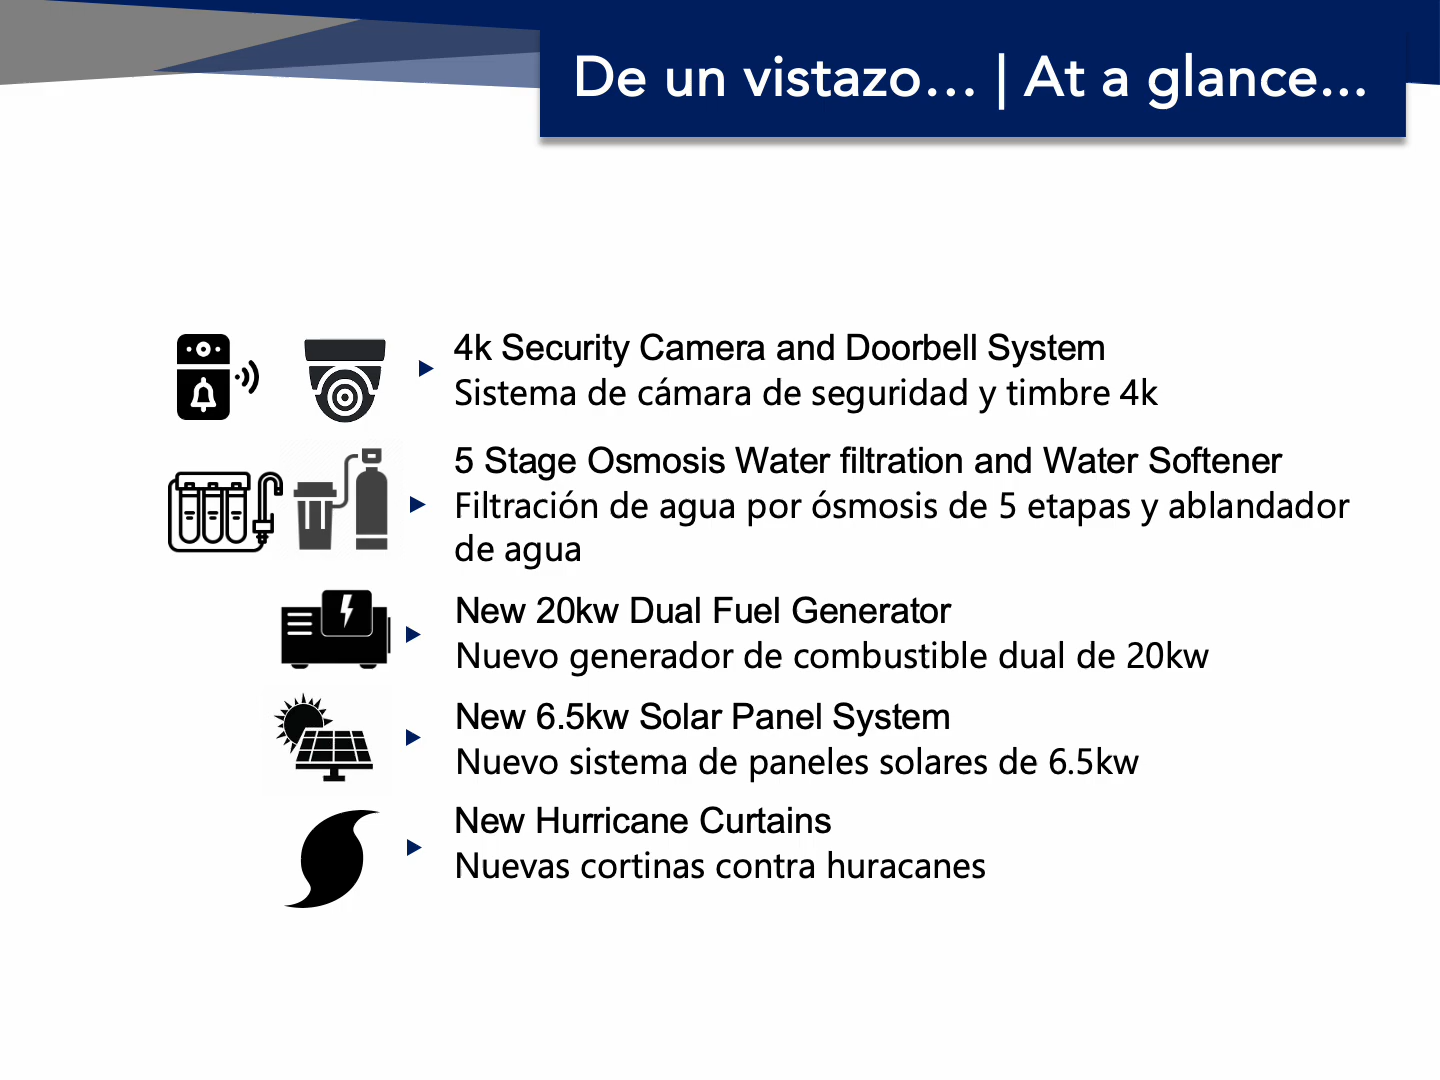 De un vistazo… | At a glance...
4k Security Camera and Doorbell System
Sistema de cámara de seguridad y timbre 4k
5 Stage Osmosis Water filtration and Water Softener
Filtración de agua por ósmosis de 5 etapas y ablandador
de agua
New 20kw Dual Fuel Generator
Nuevo generador de combustible dual de 20kw
New 6.5kw Solar Panel System
Nuevo sistema de paneles solares de 6.5kw
New Hurricane Curtains
Nuevas cortinas contra huracanes